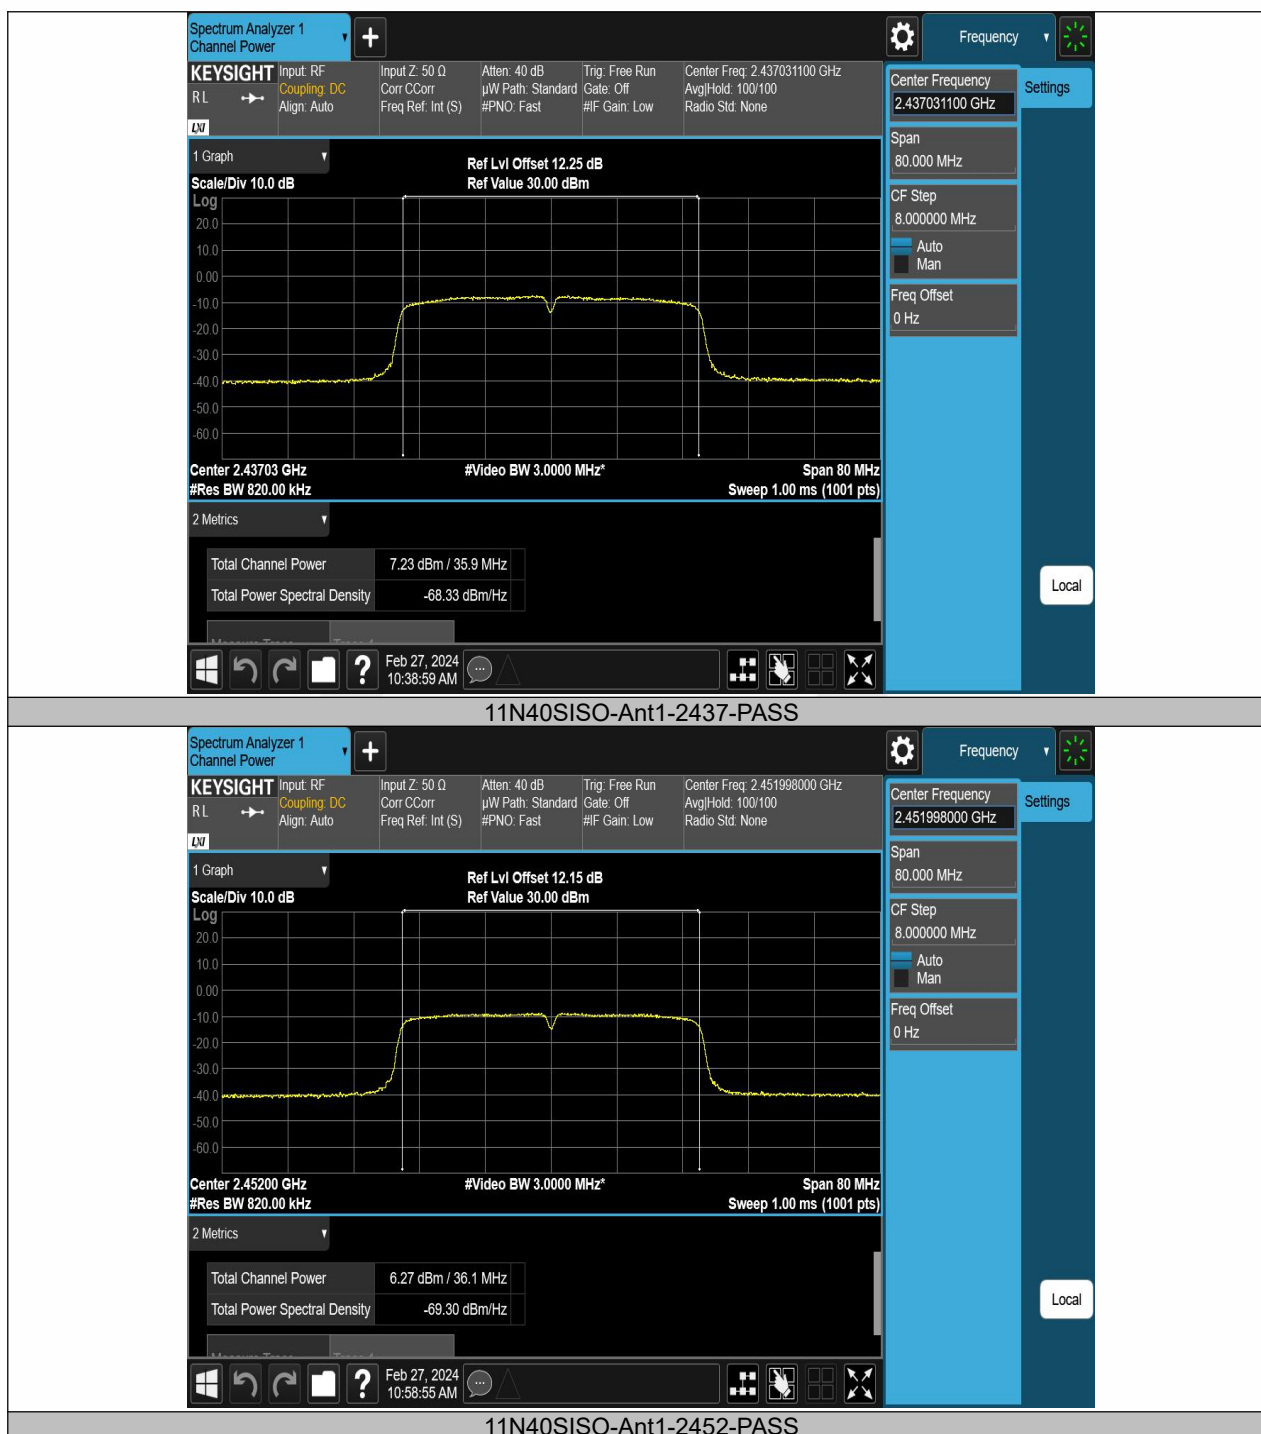 Spectrum Analyzer 1
Channel Power
+
Frequency
KEYSIGHT
RL
LXI
Input: RF
Coupling: DC
Align: Auto
Input Z: 50 Ω
Corr CCorr
Freq Ref: Int (S)
Atten: 40 dB
µW Path: Standard
#PNO: Fast
Trig: Free Run
Gate: Off
#IF Gain: Low
Center Freq: 2.437031100 GHz
Avg|Hold: 100/100
Radio Std: None
Center Frequency
2.437031100 GHz
Settings
Span
80.000 MHz
CF Step
8.000000 MHz
Auto
Man
Freq Offset
0 Hz
Local
1 Graph
Scale/Div 10.0 dB
Ref Lvl Offset 12.25 dB
Ref Value 30.00 dBm
Log
20.0
10.0
0.00
-10.0
-20.0
-30.0
-40.0
-50.0
-60.0
Center 2.43703 GHz
#Res BW 820.00 kHz
#Video BW 3.0000 MHz*
Span 80 MHz
Sweep 1.00 ms (1001 pts)
2 Metrics
Total Channel Power 7.23 dBm / 35.9 MHz
Total Power Spectral Density -68.33 dBm/Hz
?
Feb 27, 2024
10:38:59 AM
11N40SISO-Ant1-2437-PASS
Spectrum Analyzer 1
Channel Power
+
Frequency
KEYSIGHT
RL
LXI
Input: RF
Coupling: DC
Align: Auto
Input Z: 50 Ω
Corr CCorr
Freq Ref: Int (S)
Atten: 40 dB
µW Path: Standard
#PNO: Fast
Trig: Free Run
Gate: Off
#IF Gain: Low
Center Freq: 2.451998000 GHz
Avg|Hold: 100/100
Radio Std: None
Center Frequency
2.451998000 GHz
Settings
Span
80.000 MHz
CF Step
8.000000 MHz
Auto
Man
Freq Offset
0 Hz
Local
1 Graph
Scale/Div 10.0 dB
Ref Lvl Offset 12.15 dB
Ref Value 30.00 dBm
Log
20.0
10.0
0.00
-10.0
-20.0
-30.0
-40.0
-50.0
-60.0
Center 2.45200 GHz
#Res BW 820.00 kHz
#Video BW 3.0000 MHz*
Span 80 MHz
Sweep 1.00 ms (1001 pts)
2 Metrics
Total Channel Power 6.27 dBm / 36.1 MHz
Total Power Spectral Density -69.30 dBm/Hz
?
Feb 27, 2024
10:58:55 AM
11N40SISO-Ant1-2452-PASS